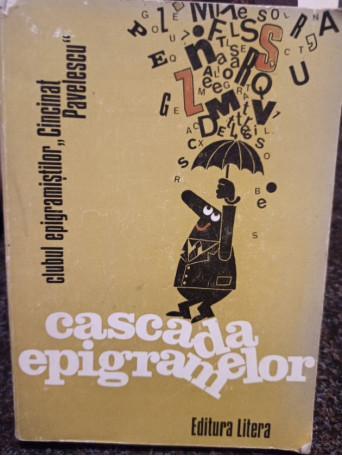 clubul epigramiștilor „Cincinat
Pavelescu“
cascada
epigramelor
Editura Litera